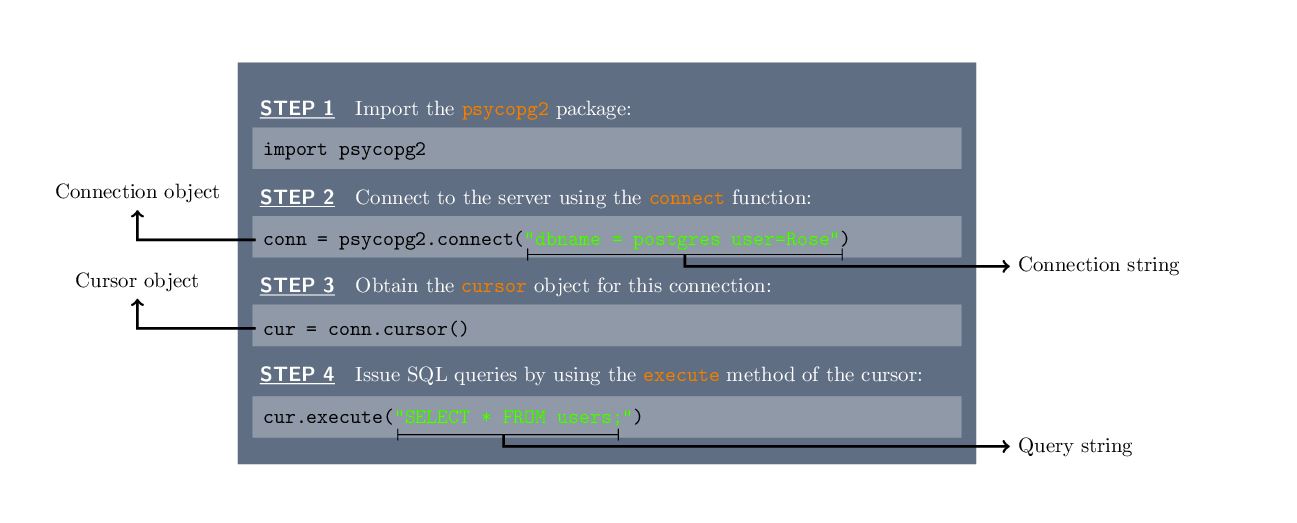 STEP 1 Import the psycopg2 package:
import psycopg2
Connection object
STEP 2 Connect to the server using the connect function:
conn = psycopg2.connect("dbname = postgres user=Rose")
Connection string
Cursor object
STEP 3 Obtain the cursor object for this connection:
cur = conn.cursor()
STEP 4 Issue SQL queries by using the execute method of the cursor:
cur.execute("SELECT * FROM users;")
Query string